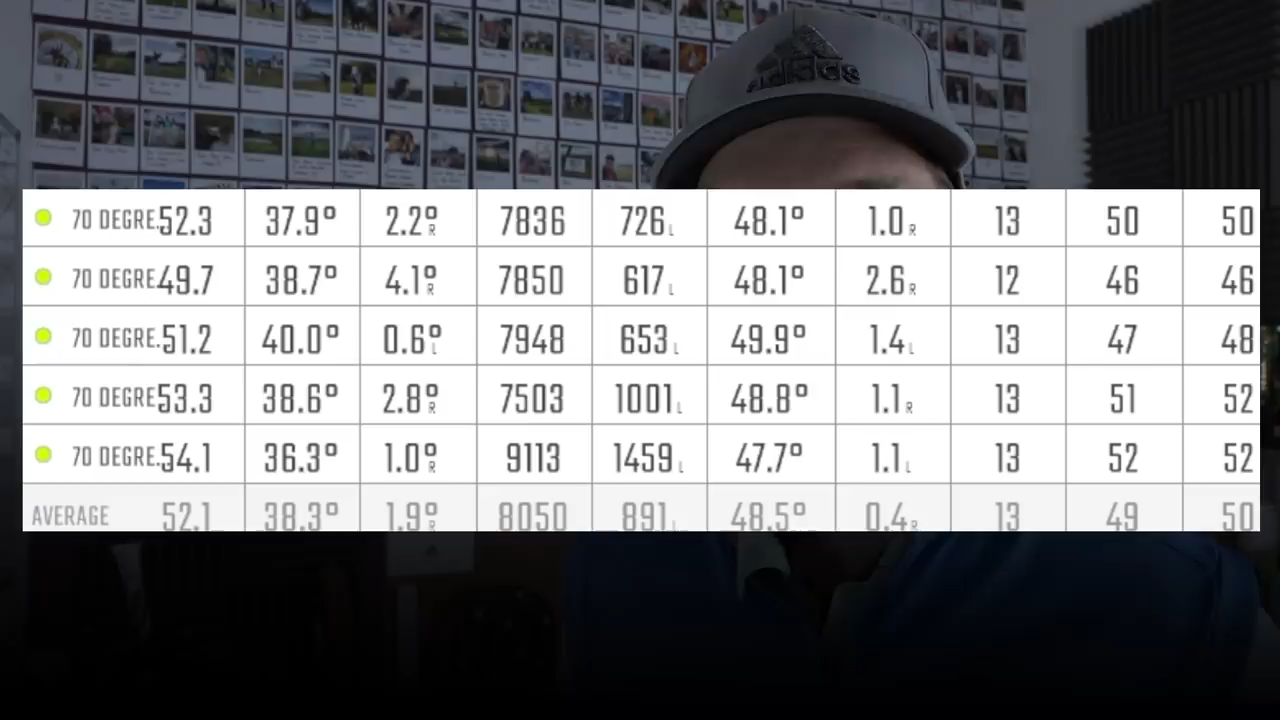 adidas
70 DEGRE. 52.3 37.9° 2.2° R 7836 726 L 48.1° 1.0 R 13 50 50
70 DEGRE. 49.7 38.7° 4.1° R 7850 617 L 48.1° 2.6 R 12 46 46
70 DEGRE. 51.2 40.0° 0.6° L 7948 653 L 49.9° 1.4 L 13 47 48
70 DEGRE. 53.3 38.6° 2.8° R 7503 1001 L 48.8° 1.1 R 13 51 52
70 DEGRE. 54.1 36.3° 1.0° R 9113 1459 L 47.7° 1.1 L 13 52 52
AVERAGE 52.1 38.3° 1.9° R 8050 891 L 48.5° 0.4 R 13 49 50